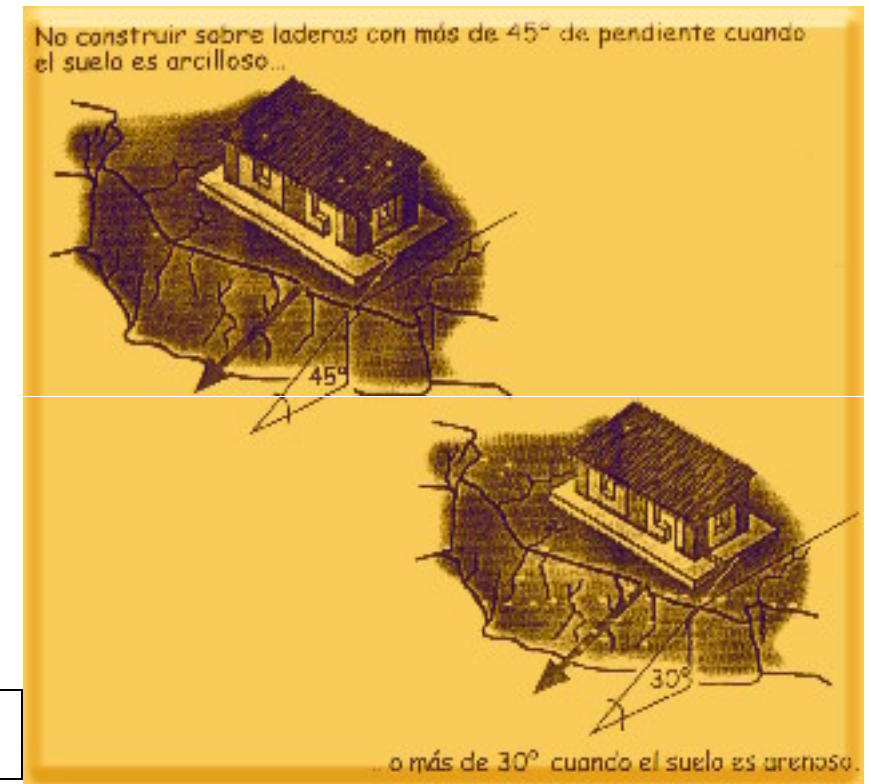 No construir sobre laderas con más de 45° de pendiente cuando
el suelo es arcilloso...
45°
30°
... o más de 30° cuando el suelo es arenoso.